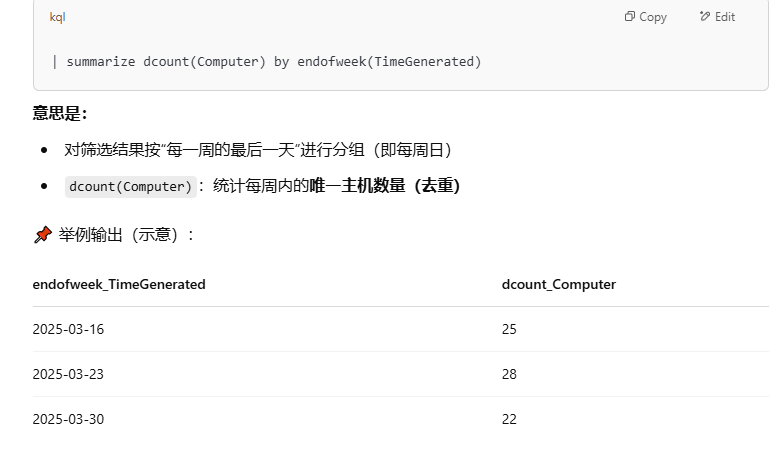 kql
Copy
Edit
| summarize dcount(Computer) by endofweek(TimeGenerated)
意思是：
• 对筛选结果按“每一周的最后一天”进行分组（即每周日）
• dcount(Computer)：统计每周内的唯一主机数量（去重）
📌 举例输出（示意）：
endofweek_TimeGenerated dcount_Computer
2025-03-16 25
2025-03-23 28
2025-03-30 22